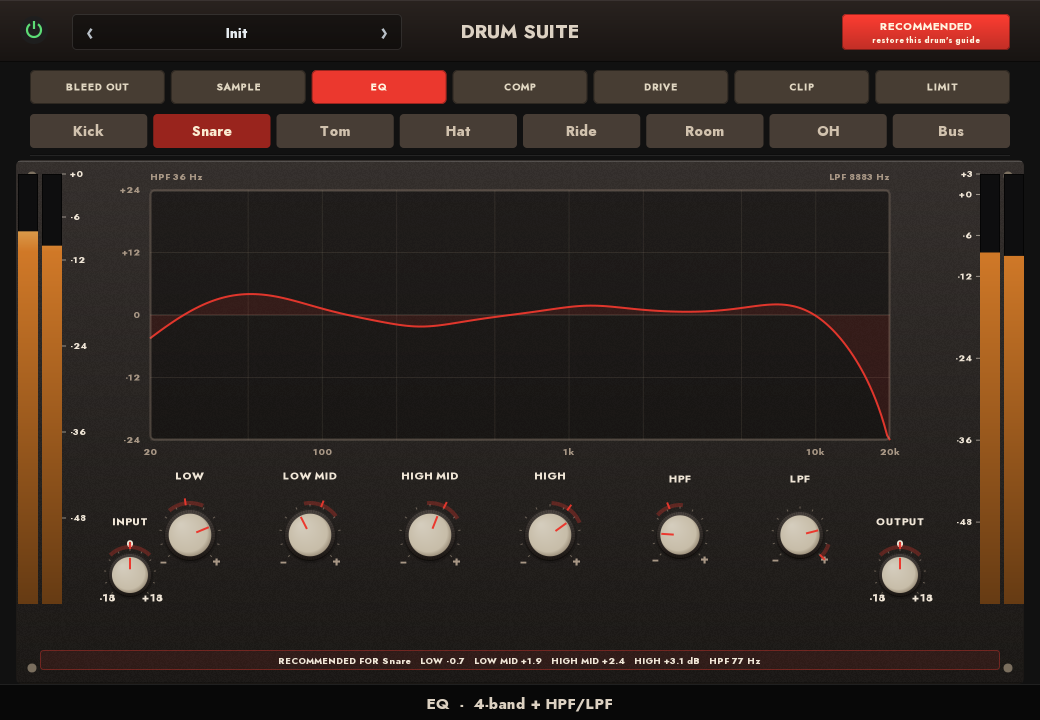 Init
DRUM SUITE
RECOMMENDED
restore this drum's guide
BLEED OUT SAMPLE EQ COMP DRIVE CLIP LIMIT
Kick Snare Tom Hat Ride Room OH Bus
HPF 36 Hz LPF 8883 Hz
+0
-6
-12
-24
-36
-48
+24
+12
0
-12
-24
20 100 1k 10k 20k
+3
+0
-6
-12
-24
-36
-48
LOW LOW MID HIGH MID HIGH HPF LPF
- + - + - + - + - + - +
INPUT
0
-18 +18
OUTPUT
0
-18 +18
RECOMMENDED FOR Snare LOW -0.7 LOW MID +1.9 HIGH MID +2.4 HIGH +3.1 dB HPF 77 Hz
EQ - 4-band + HPF/LPF